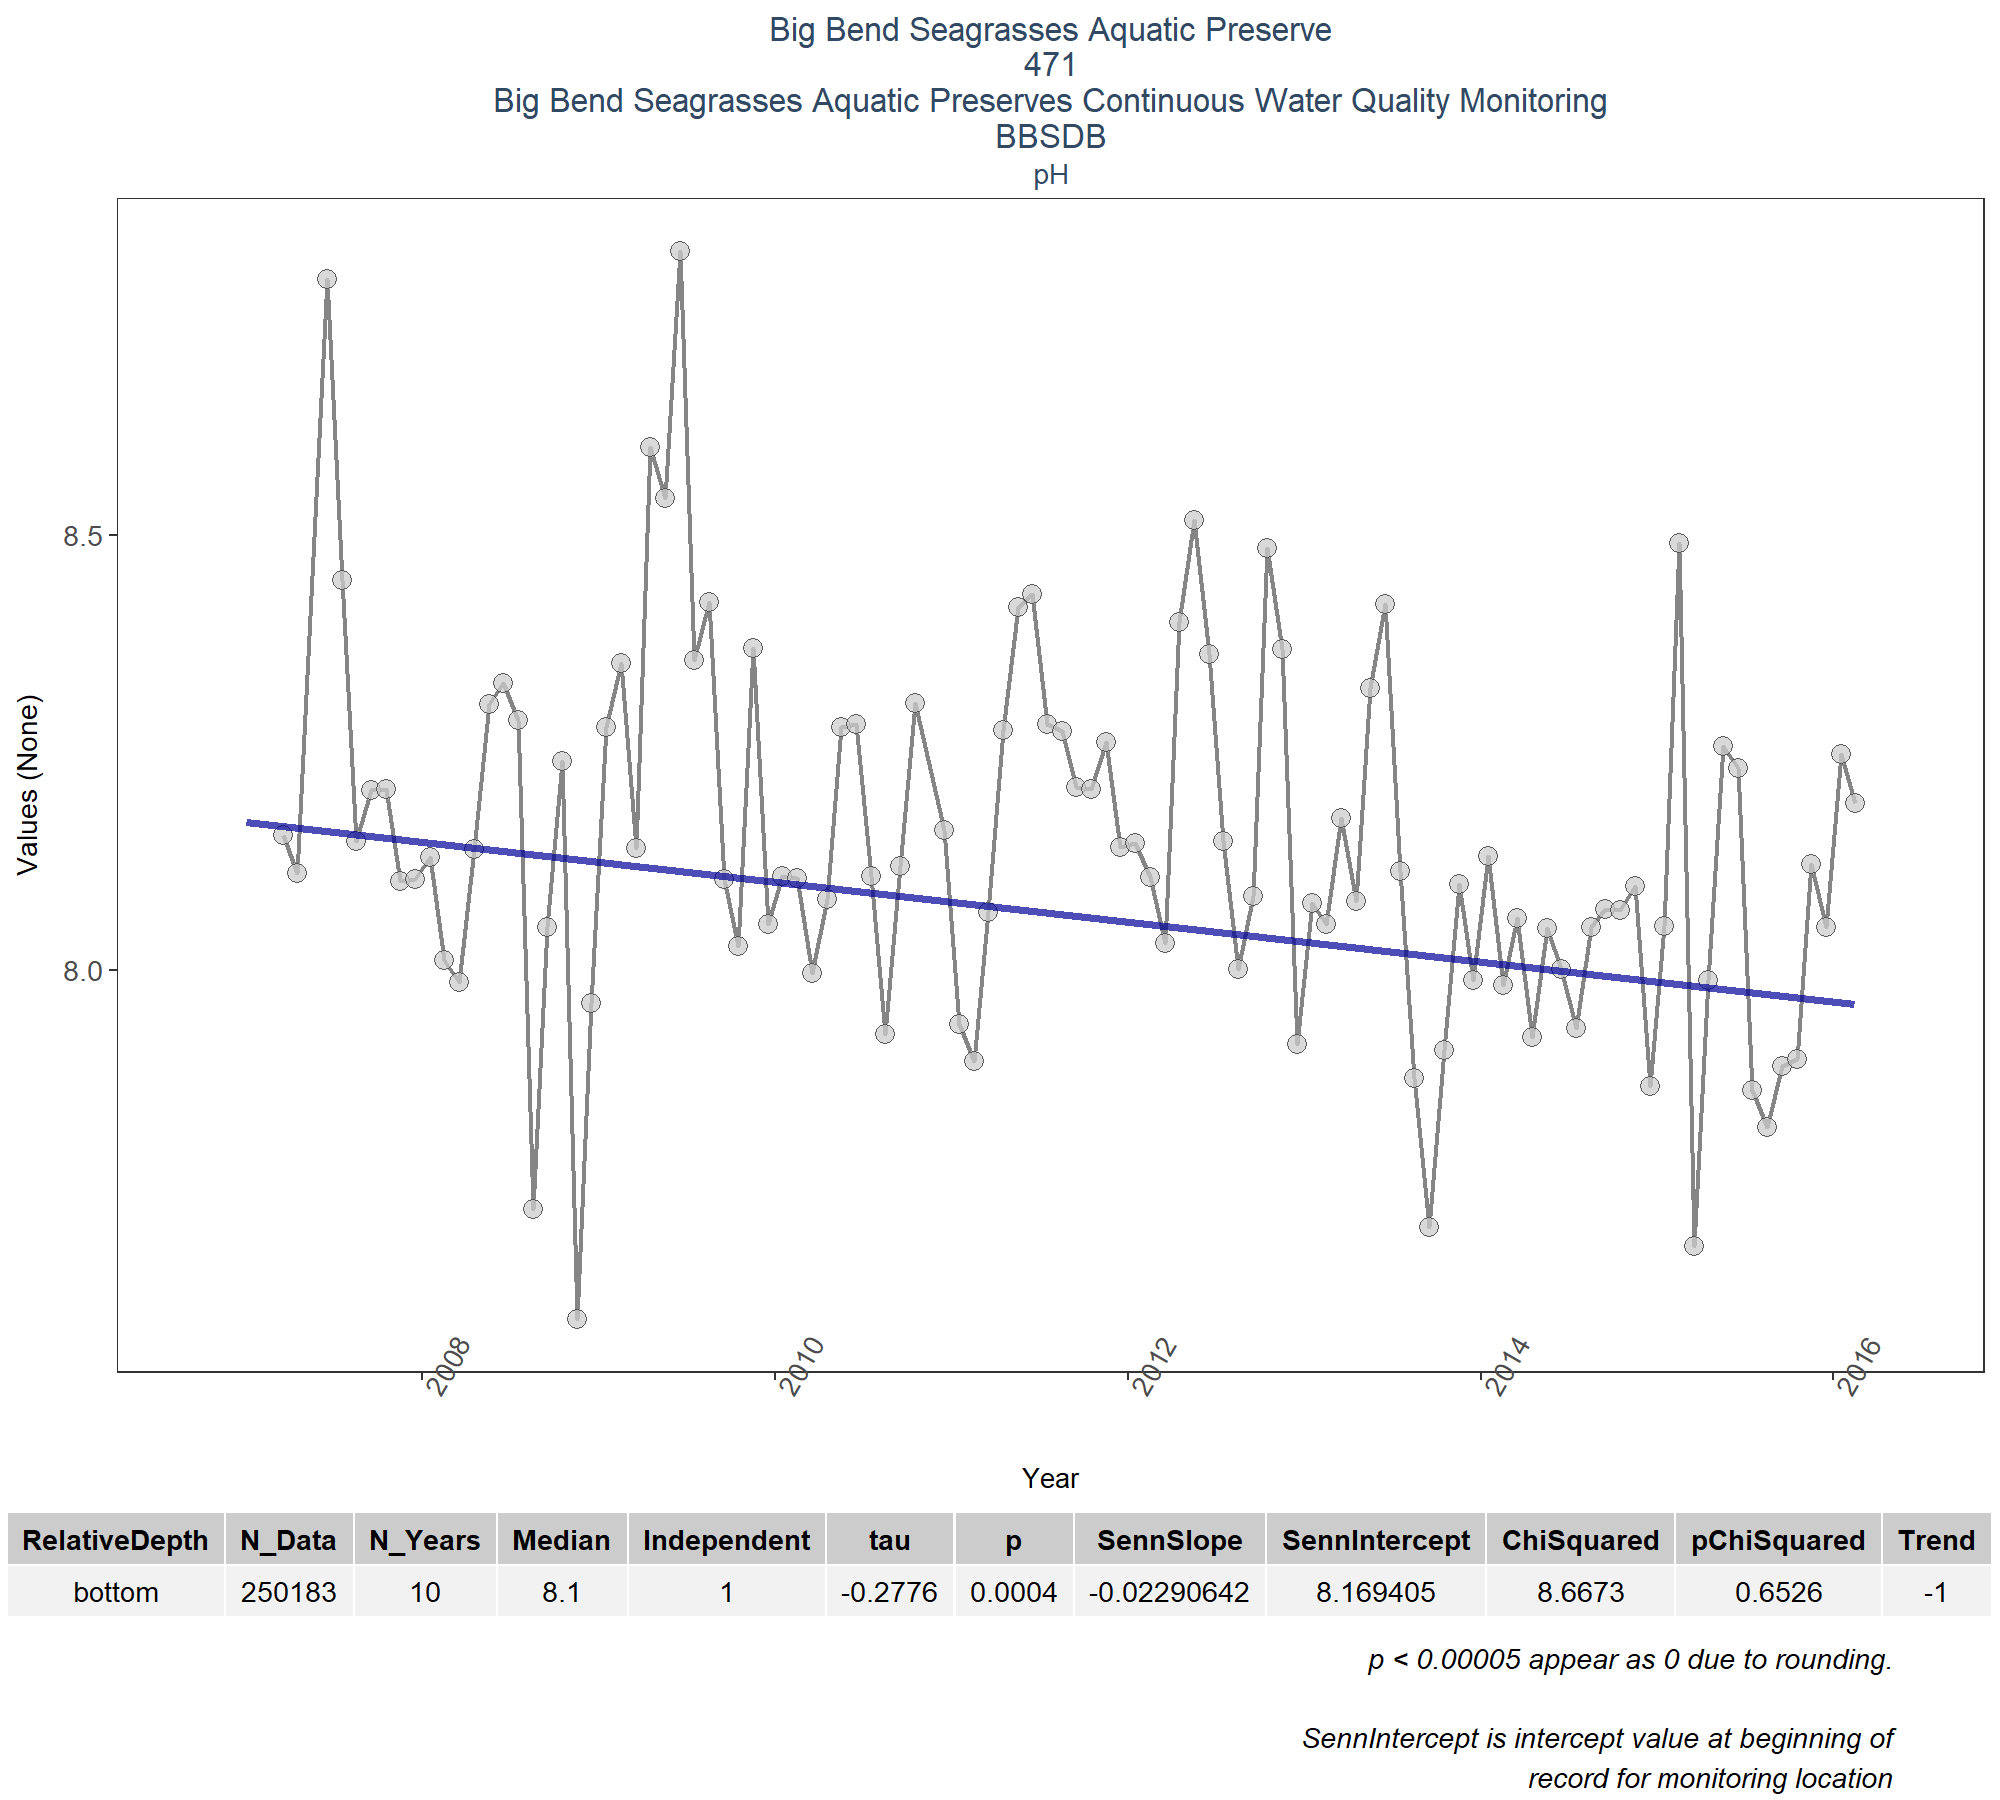 Big Bend Seagrasses Aquatic Preserve
471
Big Bend Seagrasses Aquatic Preserves Continuous Water Quality Monitoring
BBSDB
pH
Values (None)
8.5
8.0
2008 2010 2012 2014 2016
Year
RelativeDepth N_Data N_Years Median Independent tau p SennSlope SennIntercept ChiSquared pChiSquared Trend
bottom 250183 10 8.1 1 -0.2776 0.0004 -0.02290642 8.169405 8.6673 0.6526 -1
p < 0.00005 appear as 0 due to rounding.
SennIntercept is intercept value at beginning of
record for monitoring location